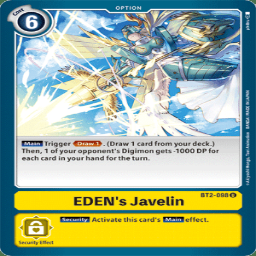 OPTION
COST
6
Main Trigger Draw 1. (Draw 1 card from your deck.)
Then, 1 of your opponent's Digimon gets -1000 DP for
each card in your hand for the turn.
BT2-098 U
EDEN's Javelin
Security Activate this card's Main effect.
Security Effect